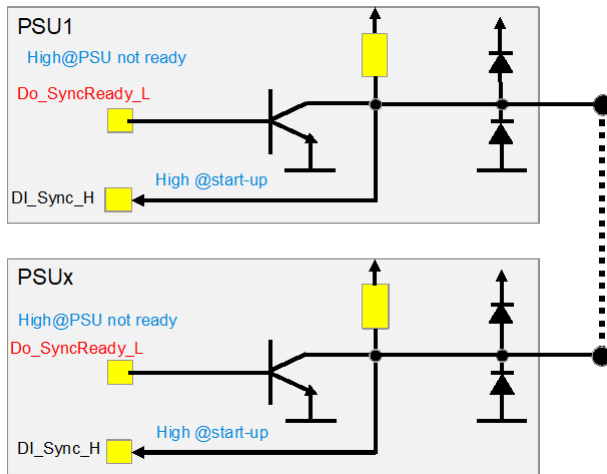 PSU1
High@PSU not ready
Do_SyncReady_L
High @start-up
DI_Sync_H
PSUx
High@PSU not ready
Do_SyncReady_L
High @start-up
DI_Sync_H